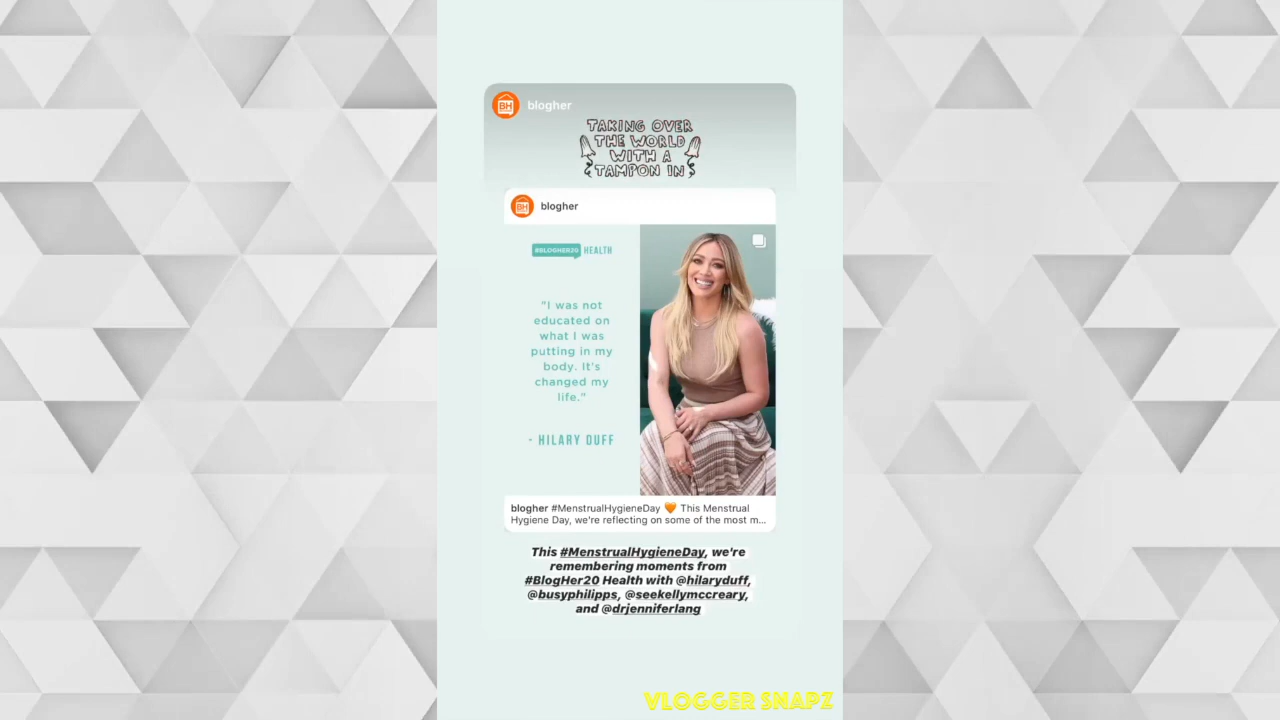 BH
blogher
TAKING OVER
THE WORLD
WITH A
TAMPON IN
BH
blogher
#BLOGHER20 HEALTH
"I was not
educated on
what I was
putting in my
body. It's
changed my
life."
- HILARY DUFF
blogher #MenstrualHygieneDay 🧡 This Menstrual
Hygiene Day, we're reflecting on some of the most m...
This #MenstrualHygieneDay, we're
remembering moments from
#BlogHer20 Health with @hilaryduff,
@busyphilipps, @seekellymccreary,
and @drjenniferlang
VLOGGER SNAPZ